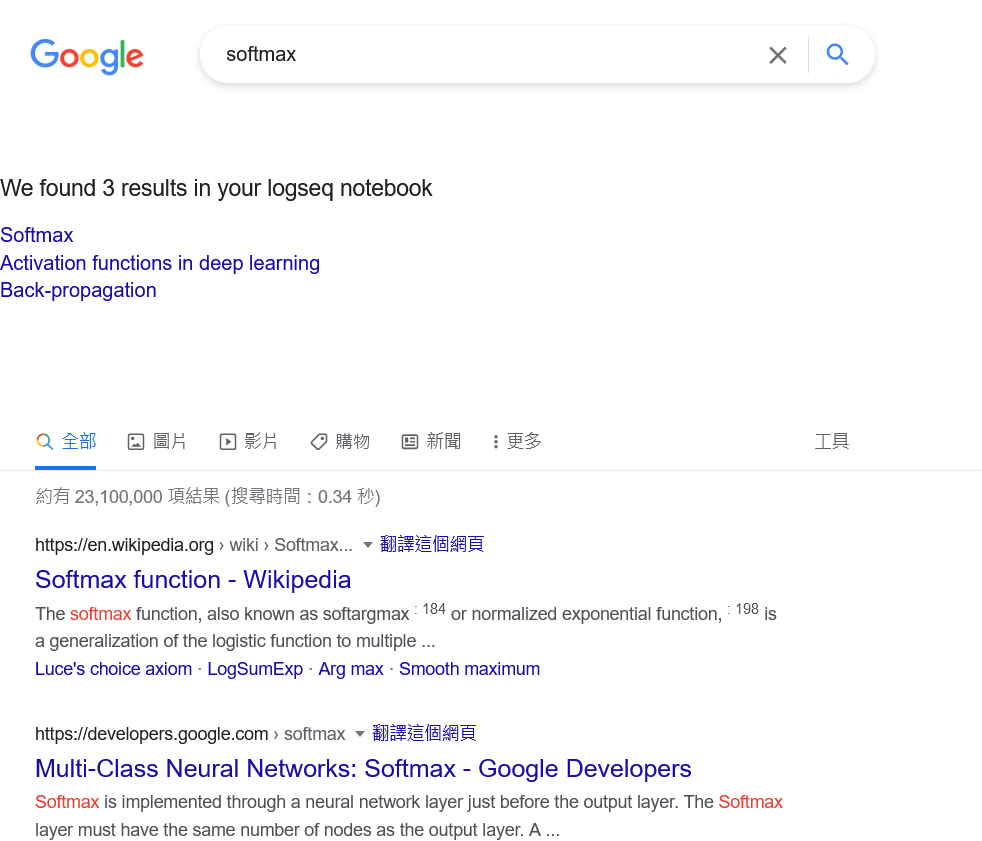 Google
softmax
We found 3 results in your logseq notebook
Softmax
Activation functions in deep learning
Back-propagation
全部 圖片 影片 購物 新聞 更多 工具
約有 23,100,000 項結果 (搜尋時間：0.34 秒)
https://en.wikipedia.org › wiki › Softmax... 翻譯這個網頁
Softmax function - Wikipedia
The softmax function, also known as softargmax : 184 or normalized exponential function, : 198 is
a generalization of the logistic function to multiple ...
Luce's choice axiom · LogSumExp · Arg max · Smooth maximum
https://developers.google.com › softmax 翻譯這個網頁
Multi-Class Neural Networks: Softmax - Google Developers
Softmax is implemented through a neural network layer just before the output layer. The Softmax
layer must have the same number of nodes as the output layer. A ...